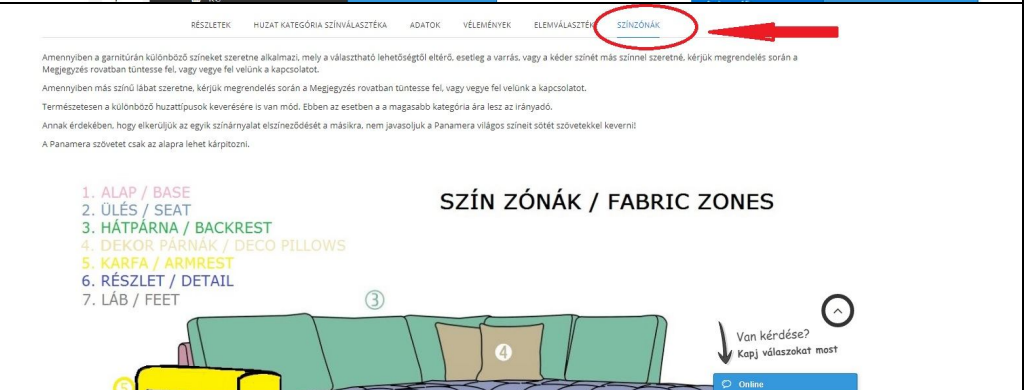 RÉSZLETEK HUZAT KATEGÓRIA SZÍNVÁLASZTÉKA ADATOK VÉLEMÉNYEK ELEMVÁLASZTÉK SZÍNZÓNÁK
Amennyiben a garnitúrán különböző színeket szeretne alkalmazi, mely a választható lehetőségtől eltérő, esetleg a varrás, vagy a kéder színét más színnel szeretné, kérjük megrendelés során a
Megjegyzés rovatban tüntesse fel, vagy vegye fel velünk a kapcsolatot.
Amennyiben más színű lábat szeretne, kérjük megrendelés során a Megjegyzés rovatban tüntesse fel, vagy vegye fel velünk a kapcsolatot.
Természetesen a különböző huzattípusok keverésére is van mód. Ebben az esetben a a magasabb kategória ára lesz az irányadó.
Annak érdekében, hogy elkerüljük az egyik színárnyalat elszíneződését a másikra, nem javasoljuk a Panamera világos színeit sötét szövetekkel keverni!
A Panamera szövetet csak az alapra lehet kárpitozni.
SZÍN ZÓNÁK / FABRIC ZONES
1. ALAP / BASE
2. ÜLÉS / SEAT
3. HÁTPÁRNA / BACKREST
4. DEKOR PÁRNÁK / DECO PILLOWS
5. KARFA / ARMREST
6. RÉSZLET / DETAIL
7. LÁB / FEET
3
4
5
Van kérdése?
Kapj válaszokat most
Online